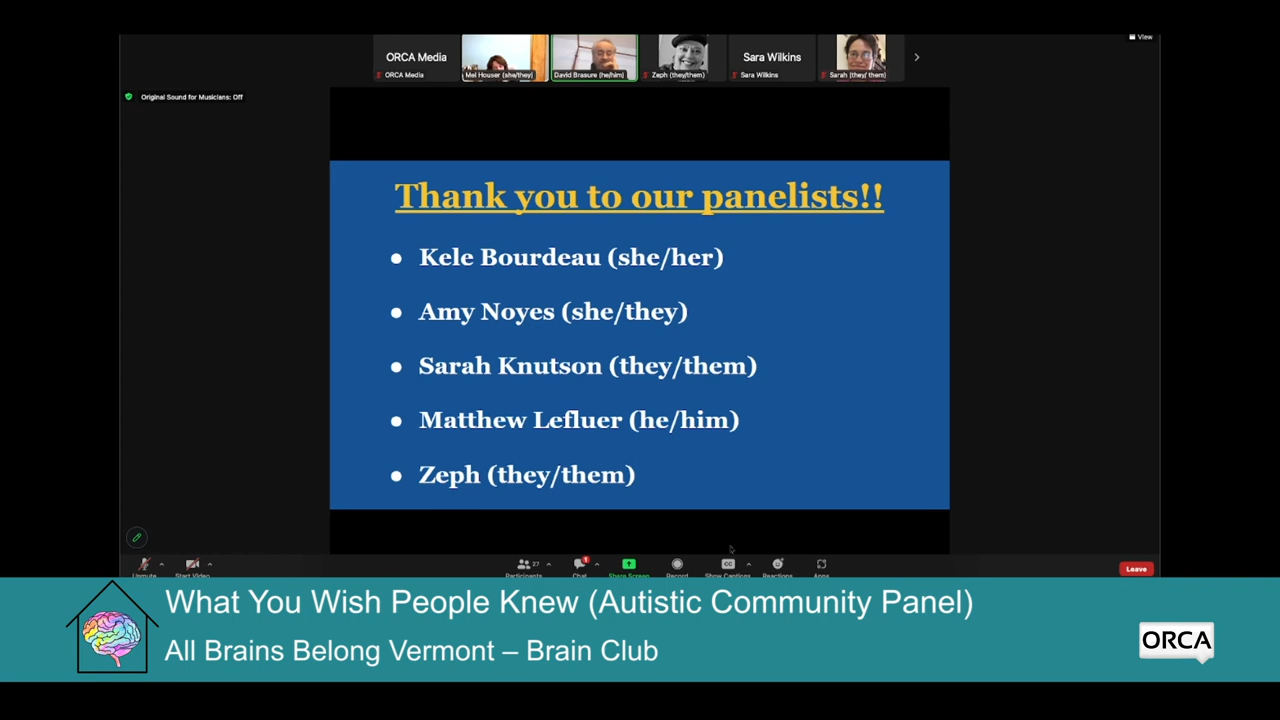 View
ORCA Media
ORCA Media
Mel Houser (she/they)
David Brasure (he/him)
Zeph (they/them)
Sara Wilkins
Sara Wilkins
Sarah (they/ them)
Original Sound for Musicians: Off
Thank you to our panelists!!
● Kele Bourdeau (she/her)
● Amy Noyes (she/they)
● Sarah Knutson (they/them)
● Matthew Lefluer (he/him)
● Zeph (they/them)
27
1
CC
Unmute
Start Video
Participants
Chat
Share Screen
Record
Show Captions
Reactions
Apps
Leave
What You Wish People Knew (Autistic Community Panel)
All Brains Belong Vermont – Brain Club
ORCA